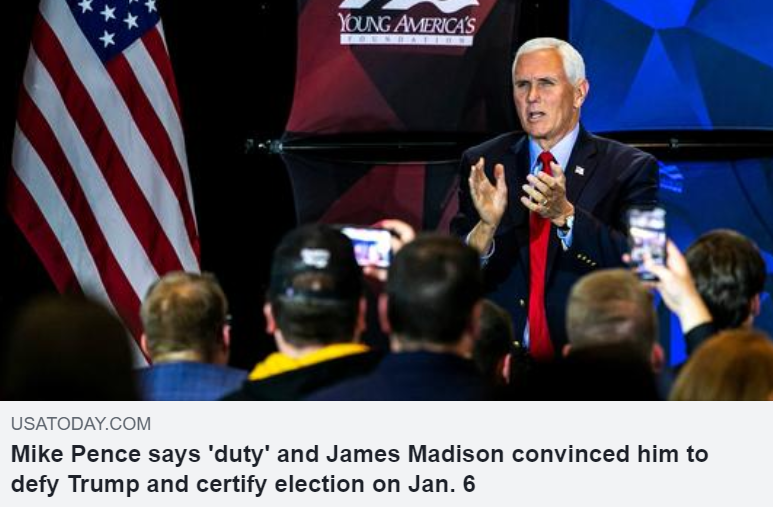 YOUNG AMERICA'S
FOUNDATION
USATODAY.COM
Mike Pence says 'duty' and James Madison convinced him to
defy Trump and certify election on Jan. 6